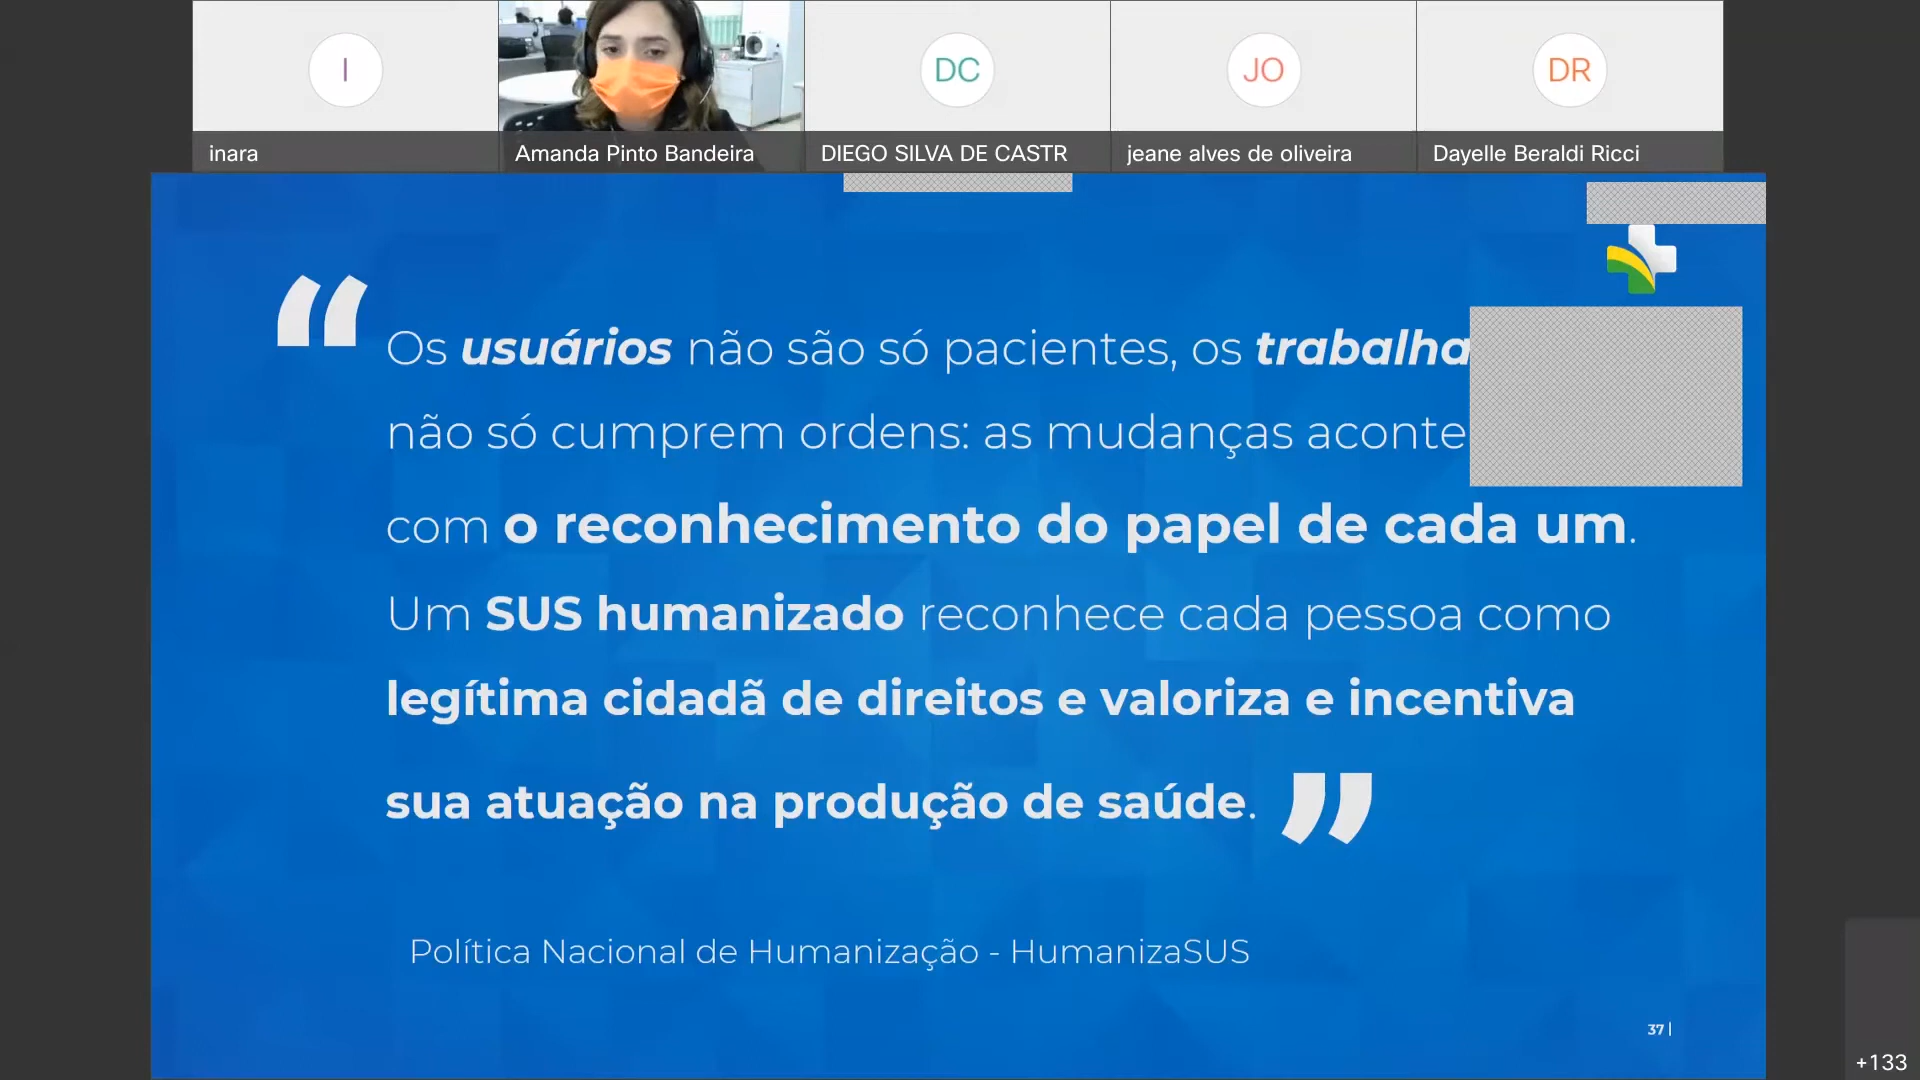 I
DC
JO
DR
inara
Amanda Pinto Bandeira
DIEGO SILVA DE CASTR
jeane alves de oliveira
Dayelle Beraldi Ricci
“Os usuários não são só pacientes, os trabalha
não só cumprem ordens: as mudanças aconte
com o reconhecimento do papel de cada um.
Um SUS humanizado reconhece cada pessoa como
legítima cidadã de direitos e valoriza e incentiva
sua atuação na produção de saúde.”
Política Nacional de Humanização - HumanizaSUS
37 |
+133